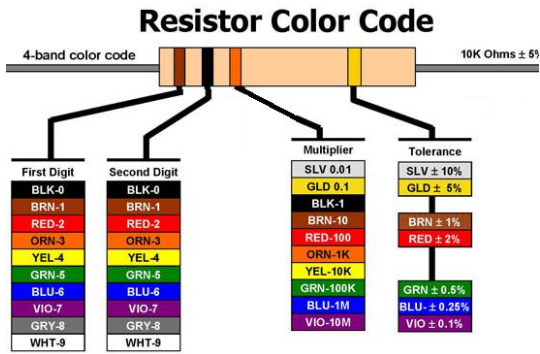 Resistor Color Code
4-band color code
10K Ohms ± 5%
First Digit
BLK-0
BRN-1
RED-2
ORN-3
YEL-4
GRN-5
BLU-6
VIO-7
GRY-8
WHT-9
Second Digit
BLK-0
BRN-1
RED-2
ORN-3
YEL-4
GRN-5
BLU-6
VIO-7
GRY-8
WHT-9
Multiplier
SLV 0.01
GLD 0.1
BLK-1
BRN-10
RED-100
ORN-1K
YEL-10K
GRN-100K
BLU-1M
VIO-10M
Tolerance
SLV ± 10%
GLD ± 5%
BRN ± 1%
RED ± 2%
GRN ± 0.5%
BLU- ± 0.25%
VIO ± 0.1%